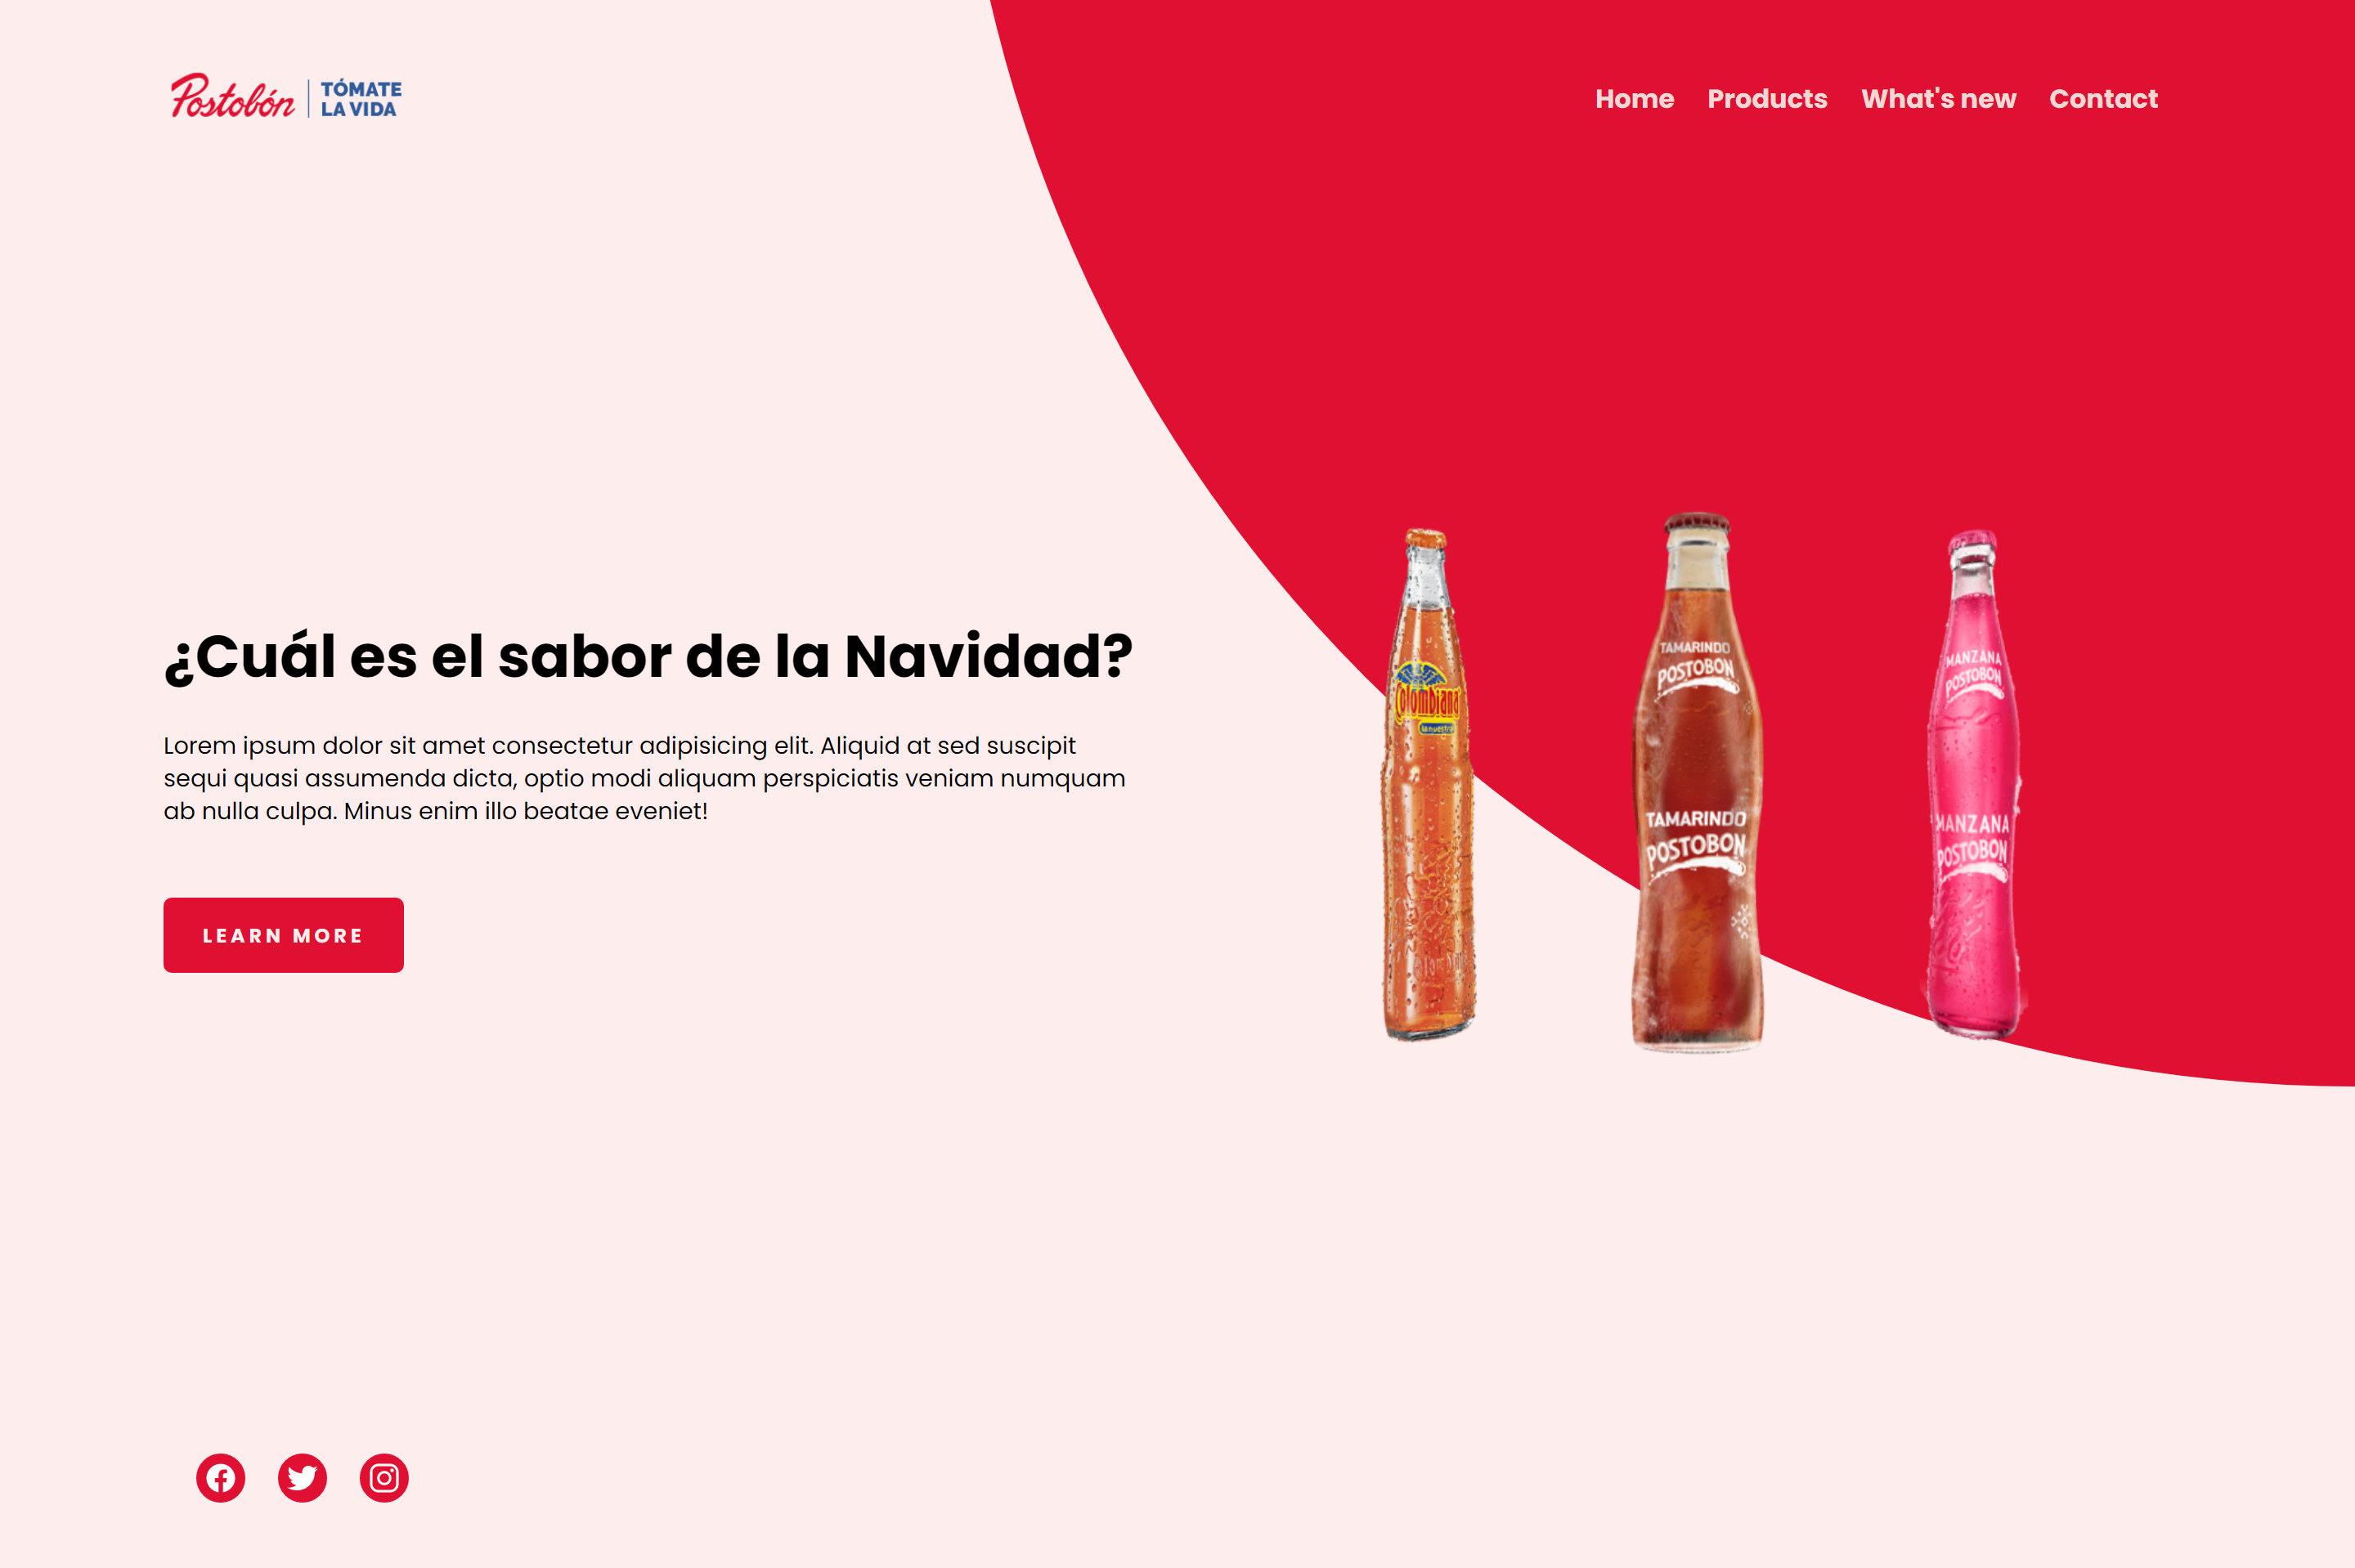 Postobón
TÓMATE
LA VIDA
Home Products What's new Contact
¿Cuál es el sabor de la Navidad?
Lorem ipsum dolor sit amet consectetur adipisicing elit. Aliquid at sed suscipit
sequi quasi assumenda dicta, optio modi aliquam perspiciatis veniam numquam
ab nulla culpa. Minus enim illo beatae eveniet!
LEARN MORE
Colombiana
la nuestra
TAMARINDO
POSTOBON
TAMARINDO
POSTOBON
MANZANA
POSTOBON
MANZANA
POSTOBON